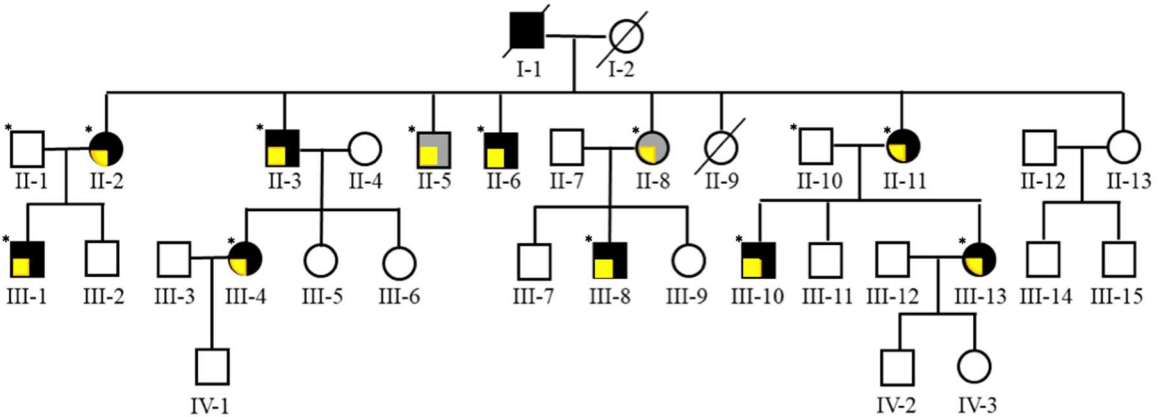 I-1 I-2
* * * * * * * *
II-1 II-2 II-3 II-4 II-5 II-6 II-7 II-8 II-9 II-10 II-11 II-12 II-13
* * * * *
III-1 III-2 III-3 III-4 III-5 III-6 III-7 III-8 III-9 III-10 III-11 III-12 III-13 III-14 III-15
IV-1 IV-2 IV-3